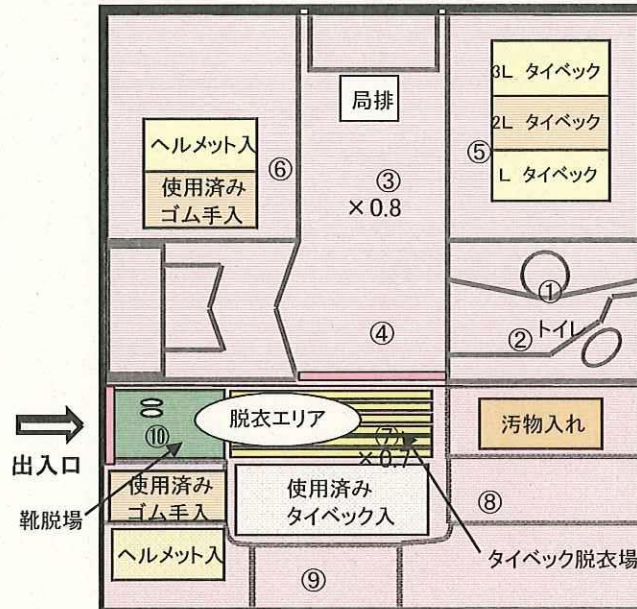 局排
3L タイベック
2L タイベック
L タイベック
⑤
ヘルメット入
使用済み
ゴム手入
⑥
③
×0.8
①
② トイレ
④
脱衣エリア
⑩
⑦
×0.7
汚物入れ
出入口
靴脱場
使用済み
ゴム手入
使用済み
タイベック入
⑧
ヘルメット入
⑨
タイベック脱衣場